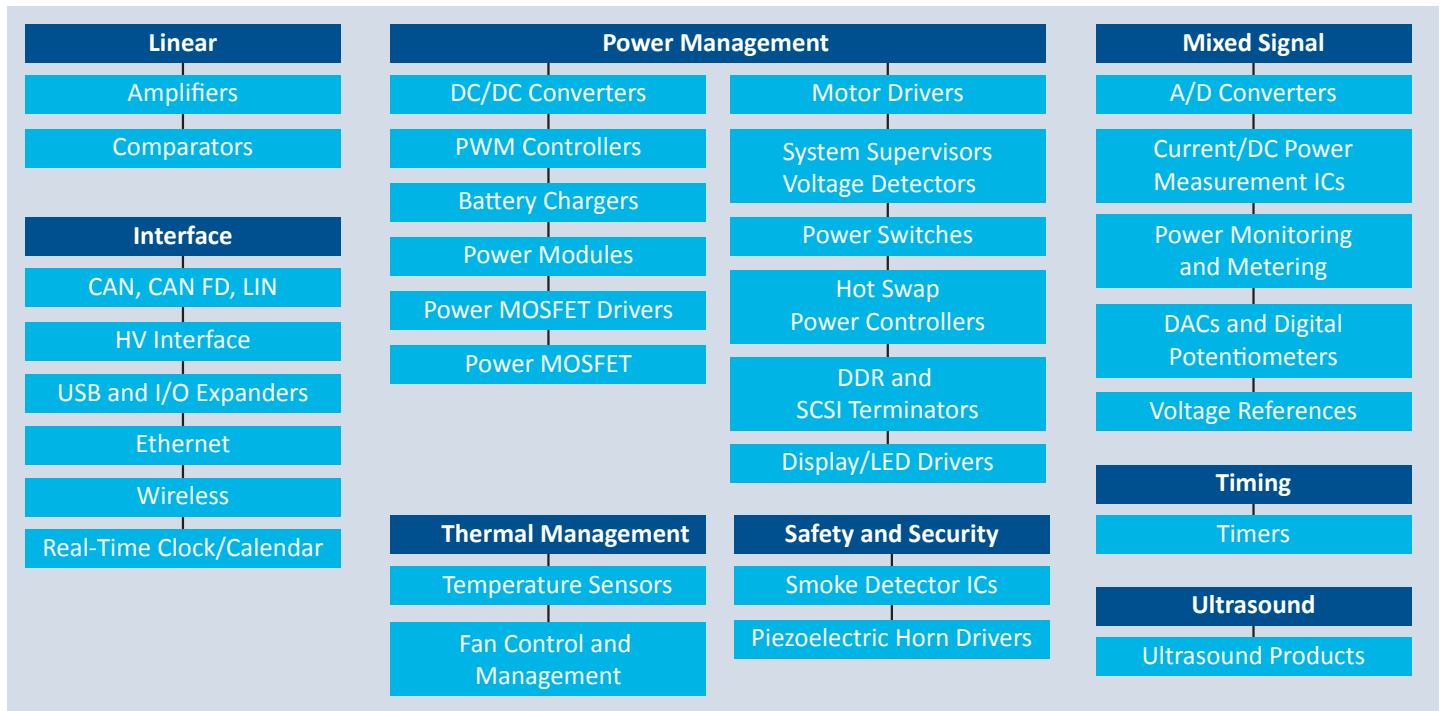 Linear
Amplifiers
Comparators
Interface
CAN, CAN FD, LIN
HV Interface
USB and I/O Expanders
Ethernet
Wireless
Real-Time Clock/Calendar
Power Management
DC/DC Converters
PWM Controllers
Battery Chargers
Power Modules
Power MOSFET Drivers
Power MOSFET
Motor Drivers
System Supervisors
Voltage Detectors
Power Switches
Hot Swap
Power Controllers
DDR and
SCSI Terminators
Display/LED Drivers
Thermal Management
Temperature Sensors
Fan Control and
Management
Safety and Security
Smoke Detector ICs
Piezoelectric Horn Drivers
Mixed Signal
A/D Converters
Current/DC Power
Measurement ICs
Power Monitoring
and Metering
DACs and Digital
Potentiometers
Voltage References
Timing
Timers
Ultrasound
Ultrasound Products